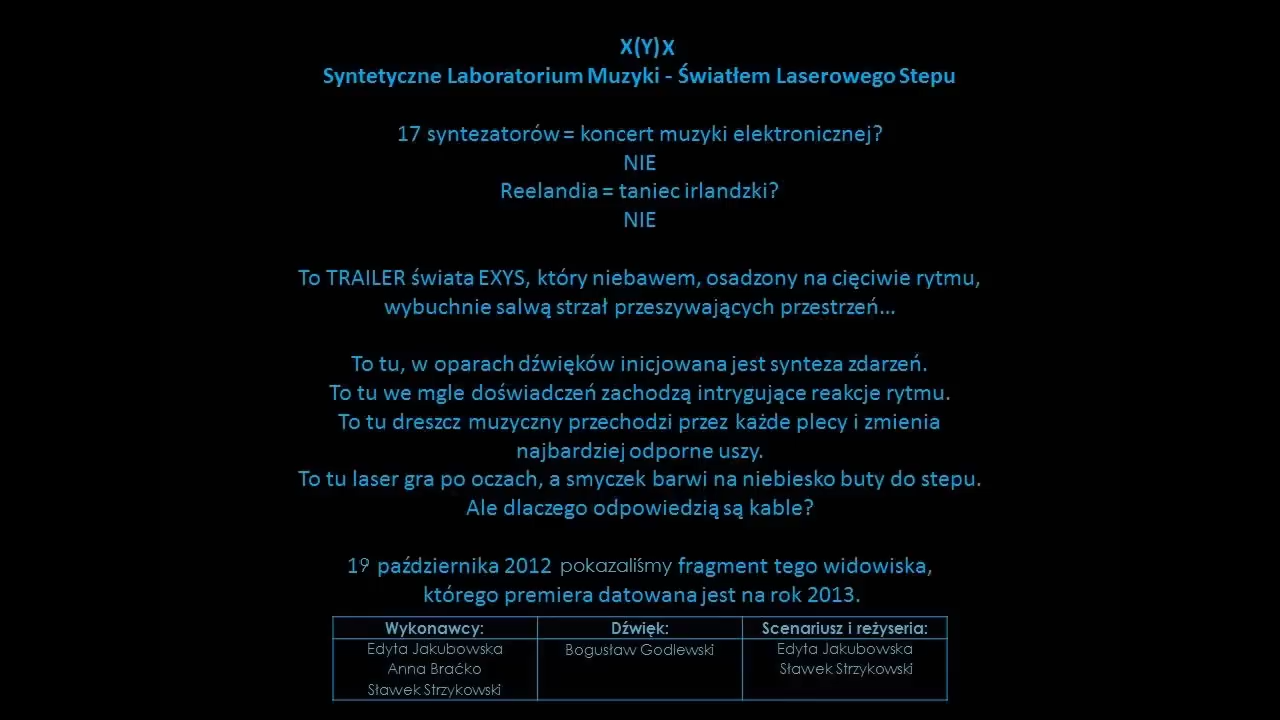 X(Y)X
Syntetyczne Laboratorium Muzyki - Światłem Laserowego Stepu
17 syntezatorów = koncert muzyki elektronicznej?
NIE
Reelandia = taniec irlandzki?
NIE
To TRAILER świata EXYS, który niebawem, osadzony na cięciwie rytmu,
wybuchnie salwą strzał przeszywających przestrzeń...
To tu, w oparach dźwięków inicjowana jest synteza zdarzeń.
To tu we mgle doświadczeń zachodzą intrygujące reakcje rytmu.
To tu dreszcz muzyczny przechodzi przez każde plecy i zmienia
najbardziej odporne uszy.
To tu laser gra po oczach, a smyczek barwi na niebiesko buty do stepu.
Ale dlaczego odpowiedzią są kable?
19 października 2012 pokazaliśmy fragment tego widowiska,
którego premiera datowana jest na rok 2013.
Wykonawcy: Dźwięk: Scenariusz i reżyseria:
Edyta Jakubowska Bogusław Godlewski Edyta Jakubowska
Anna Braćko Sławek Strzykowski
Sławek Strzykowski